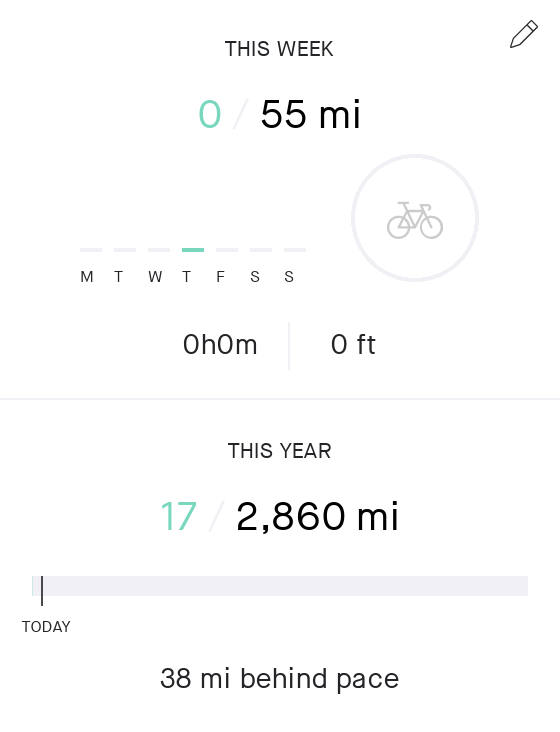 THIS WEEK
0 / 55 mi
M T W T F S S
0h0m 0 ft
THIS YEAR
17 / 2,860 mi
TODAY
38 mi behind pace